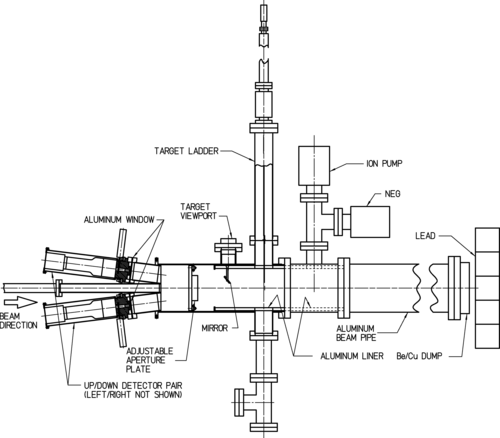 TARGET LADDER
ION PUMP
NEG
TARGET
VIEWPORT
ALUMINUM WINDOW
LEAD
BEAM
DIRECTION
MIRROR
ALUMINUM
BEAM PIPE
ADJUSTABLE
APERTURE
PLATE
ALUMINUM LINER
Be/Cu DUMP
UP/DOWN DETECTOR PAIR
(LEFT/RIGHT NOT SHOWN)